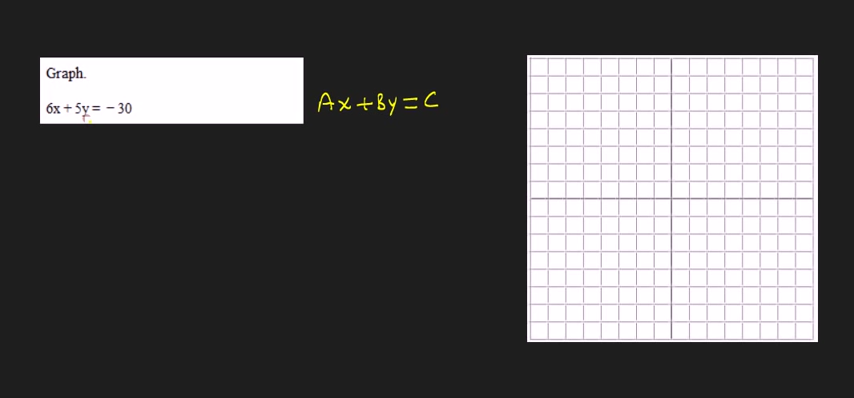 Graph.
6x + 5y = − 30
Ax + By = C